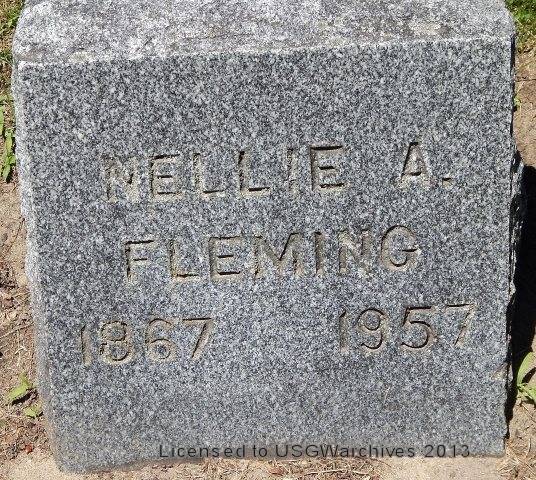 NELLIE A.
FLEMING
1867 1957
Licensed to USGWarchives 2013